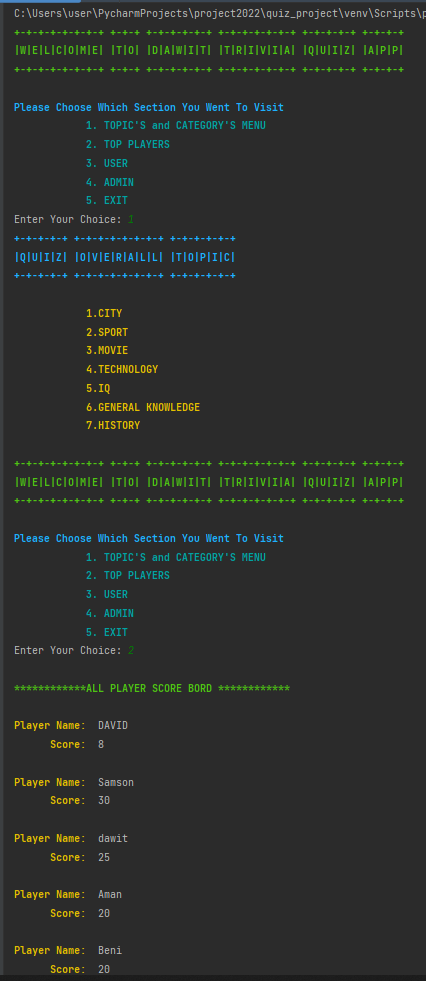 C:\Users\user\PycharmProjects\project2022\quiz_project\venv\Scripts\p
+-+-+-+-+-+-+-+ +-+-+ +-+-+-+-+-+ +-+-+-+-+-+-+ +-+-+-+-+ +-+-+-+
|W|E|L|C|O|M|E| |T|O| |D|A|W|I|T| |T|R|I|V|I|A| |Q|U|I|Z| |A|P|P|
+-+-+-+-+-+-+-+ +-+-+ +-+-+-+-+-+ +-+-+-+-+-+-+ +-+-+-+-+ +-+-+-+
Please Choose Which Section You Went To Visit
1. TOPIC'S and CATEGORY'S MENU
2. TOP PLAYERS
3. USER
4. ADMIN
5. EXIT
Enter Your Choice: 1
+-+-+-+-+ +-+-+-+-+-+-+-+ +-+-+-+-+-+
|Q|U|I|Z| |O|V|E|R|A|L|L| |T|O|P|I|C|
+-+-+-+-+ +-+-+-+-+-+-+-+ +-+-+-+-+-+
1.CITY
2.SPORT
3.MOVIE
4.TECHNOLOGY
5.IQ
6.GENERAL KNOWLEDGE
7.HISTORY
+-+-+-+-+-+-+-+ +-+-+ +-+-+-+-+-+ +-+-+-+-+-+-+ +-+-+-+-+ +-+-+-+
|W|E|L|C|O|M|E| |T|O| |D|A|W|I|T| |T|R|I|V|I|A| |Q|U|I|Z| |A|P|P|
+-+-+-+-+-+-+-+ +-+-+ +-+-+-+-+-+ +-+-+-+-+-+-+ +-+-+-+-+ +-+-+-+
Please Choose Which Section You Went To Visit
1. TOPIC'S and CATEGORY'S MENU
2. TOP PLAYERS
3. USER
4. ADMIN
5. EXIT
Enter Your Choice: 2
************ALL PLAYER SCORE BORD ************
Player Name: DAVID
Score: 8
Player Name: Samson
Score: 30
Player Name: dawit
Score: 25
Player Name: Aman
Score: 20
Player Name: Beni
Score: 20